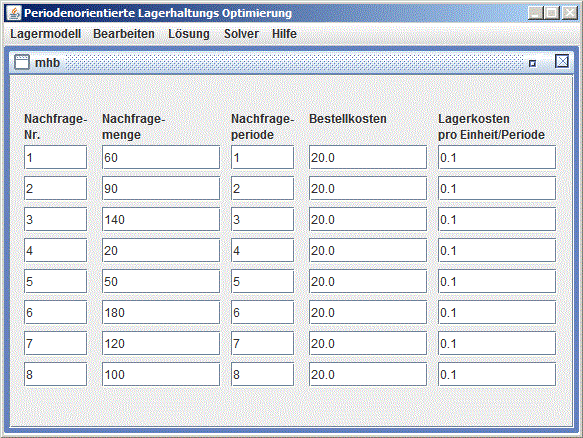 Periodenorientierte Lagerhaltungs Optimierung
Lagermodell Bearbeiten Lösung Solver Hilfe
mhb
Nachfrage- Nachfrage- Nachfrage- Bestellkosten Lagerkosten
Nr. menge periode pro Einheit/Periode
1 60 1 20.0 0.1
2 90 2 20.0 0.1
3 140 3 20.0 0.1
4 20 4 20.0 0.1
5 50 5 20.0 0.1
6 180 6 20.0 0.1
7 120 7 20.0 0.1
8 100 8 20.0 0.1